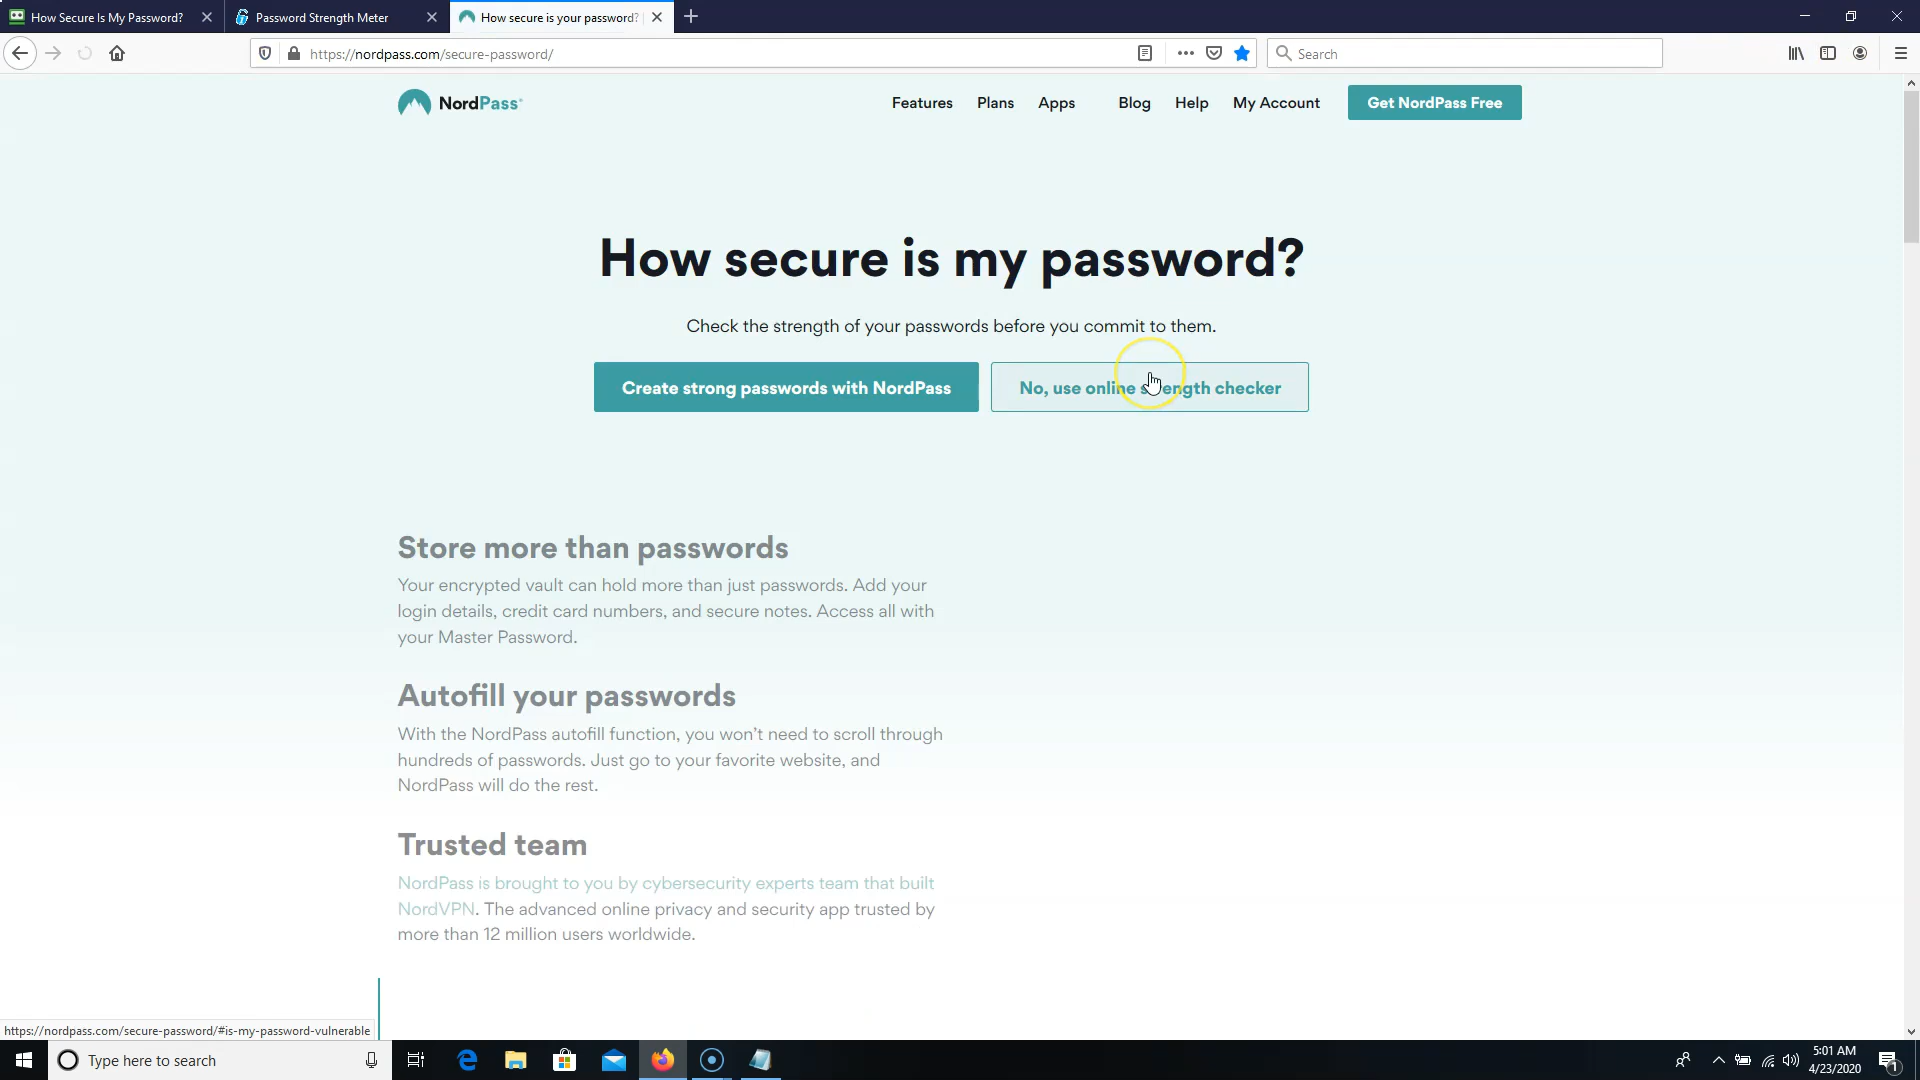 How Secure Is My Password?
Password Strength Meter
How secure is your password?
https://nordpass.com/secure-password/
Search
NordPass®
Features
Plans
Apps
Blog
Help
My Account
Get NordPass Free
How secure is my password?
Check the strength of your passwords before you commit to them.
Create strong passwords with NordPass
No, use online strength checker
Store more than passwords
Your encrypted vault can hold more than just passwords. Add your
login details, credit card numbers, and secure notes. Access all with
your Master Password.
Autofill your passwords
With the NordPass autofill function, you won’t need to scroll through
hundreds of passwords. Just go to your favorite website, and
NordPass will do the rest.
Trusted team
NordPass is brought to you by cybersecurity experts team that built
NordVPN. The advanced online privacy and security app trusted by
more than 12 million users worldwide.
https://nordpass.com/secure-password/#is-my-password-vulnerable
Type here to search
5:01 AM
4/23/2020
1